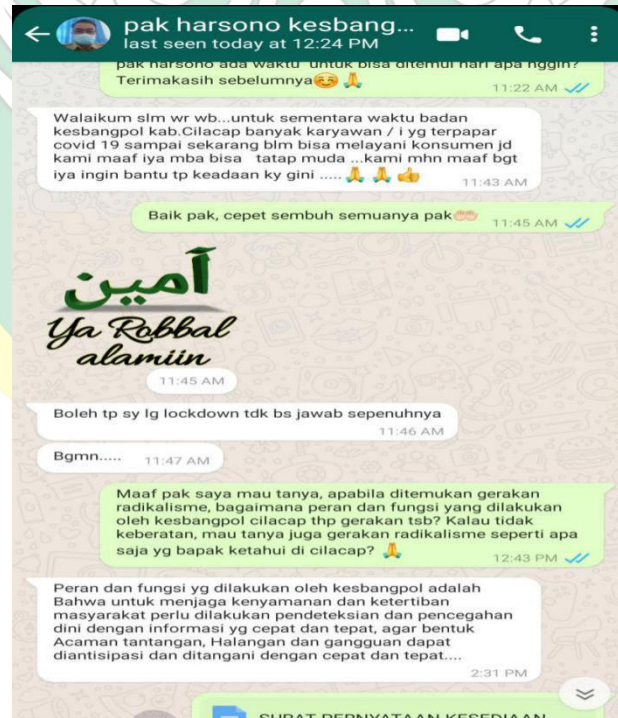 pak harsono kesbang...
last seen today at 12:24 PM
pak harsono ada waktu untuk bisa ditemui hari apa nggih?
Terimakasih sebelumnya😊🙏
11:22 AM
Walaikum slm wr wb...untuk sementara waktu badan
kesbangpol kab.Cilacap banyak karyawan / i yg terpapar
covid 19 sampai sekarang blm bisa melayani konsumen jd
kami maaf iya mba bisa tatap muda ...kami mhn maaf bgt
iya ingin bantu tp keadaan ky gini ..... 🙏 🙏 👍
11:43 AM
Baik pak, cepet sembuh semuanya pak🤲
11:45 AM
آمين
Ya Robbal
alamiin
11:45 AM
Boleh tp sy lg lockdown tdk bs jawab sepenuhnya
11:46 AM
Bgmn.....
11:47 AM
Maaf pak saya mau tanya, apabila ditemukan gerakan
radikalisme, bagaimana peran dan fungsi yang dilakukan
oleh kesbangpol cilacap thp gerakan tsb? Kalau tidak
keberatan, mau tanya juga gerakan radikalisme seperti apa
saja yg bapak ketahui di cilacap? 🙏
12:43 PM
Peran dan fungsi yg dilakukan oleh kesbangpol adalah
Bahwa untuk menjaga kenyamanan dan ketertiban
masyarakat perlu dilakukan pendeteksian dan pencegahan
dini dengan informasi yg cepat dan tepat, agar bentuk
Acaman tantangan, Halangan dan gangguan dapat
diantisipasi dan ditangani dengan cepat dan tepat....
2:31 PM
SURAT PERNYATAAN KESEDIAAN